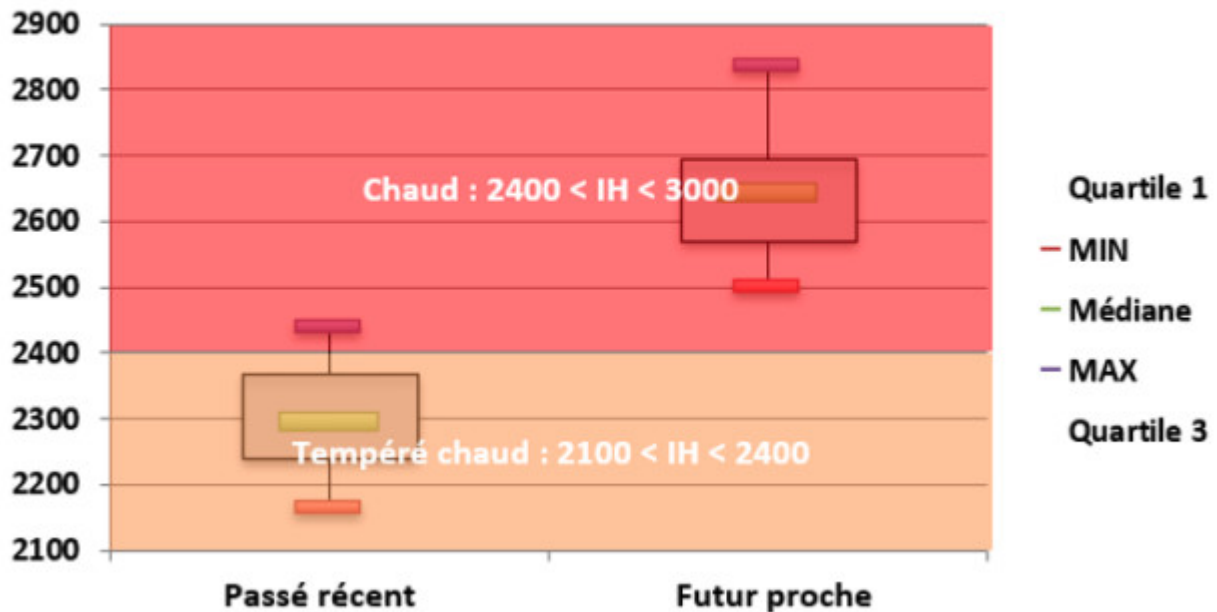 2900
2800
2700
2600
2500
2400
2300
2200
2100
Chaud : 2400 < IH < 3000
Tempéré chaud : 2100 < IH < 2400
Passé récent
Futur proche
Quartile 1
MIN
Médiane
MAX
Quartile 3